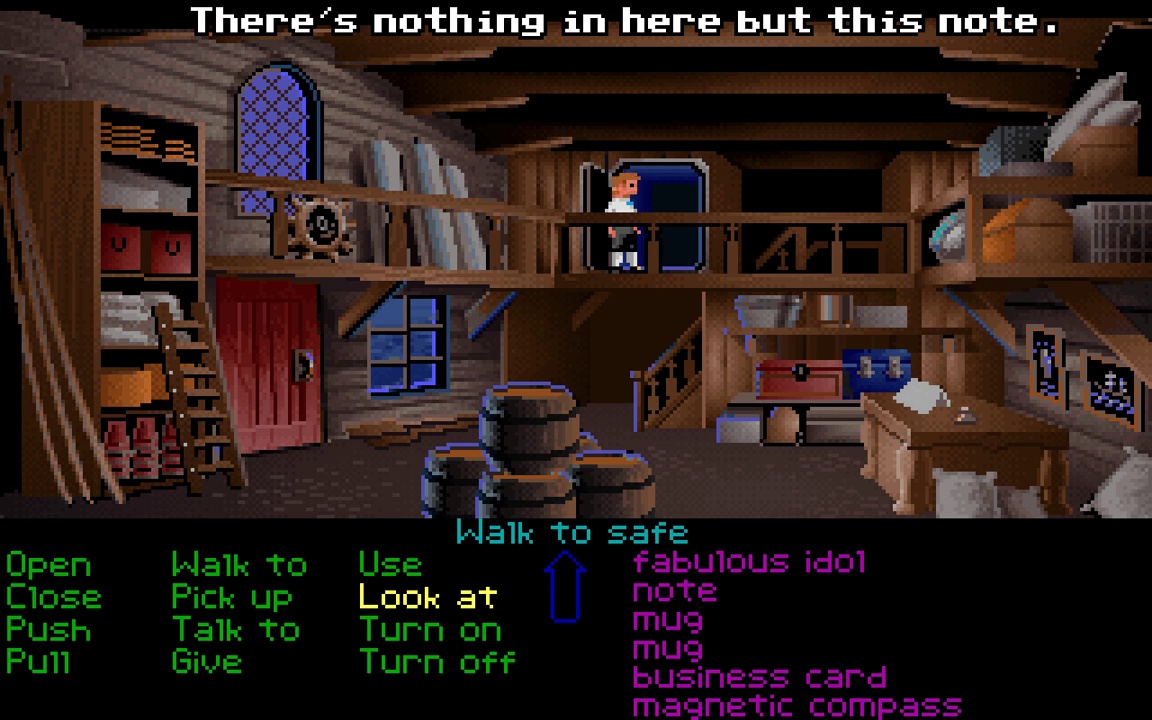 There's nothing in here but this note.
Walk to safe
Open Walk to Use
Close Pick up Look at
Push Talk to Turn on
Pull Give Turn off
fabulous idol
note
mug
mug
business card
magnetic compass